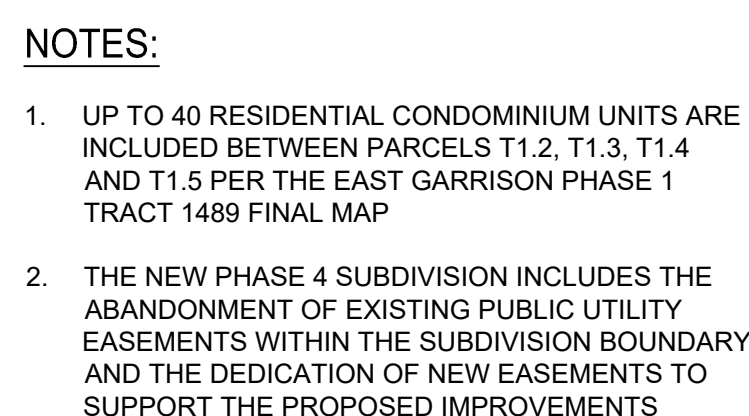 NOTES:
1. UP TO 40 RESIDENTIAL CONDOMINIUM UNITS ARE
INCLUDED BETWEEN PARCELS T1.2, T1.3, T1.4
AND T1.5 PER THE EAST GARRISON PHASE 1
TRACT 1489 FINAL MAP
2. THE NEW PHASE 4 SUBDIVISION INCLUDES THE
ABANDONMENT OF EXISTING PUBLIC UTILITY
EASEMENTS WITHIN THE SUBDIVISION BOUNDARY
AND THE DEDICATION OF NEW EASEMENTS TO
SUPPORT THE PROPOSED IMPROVEMENTS